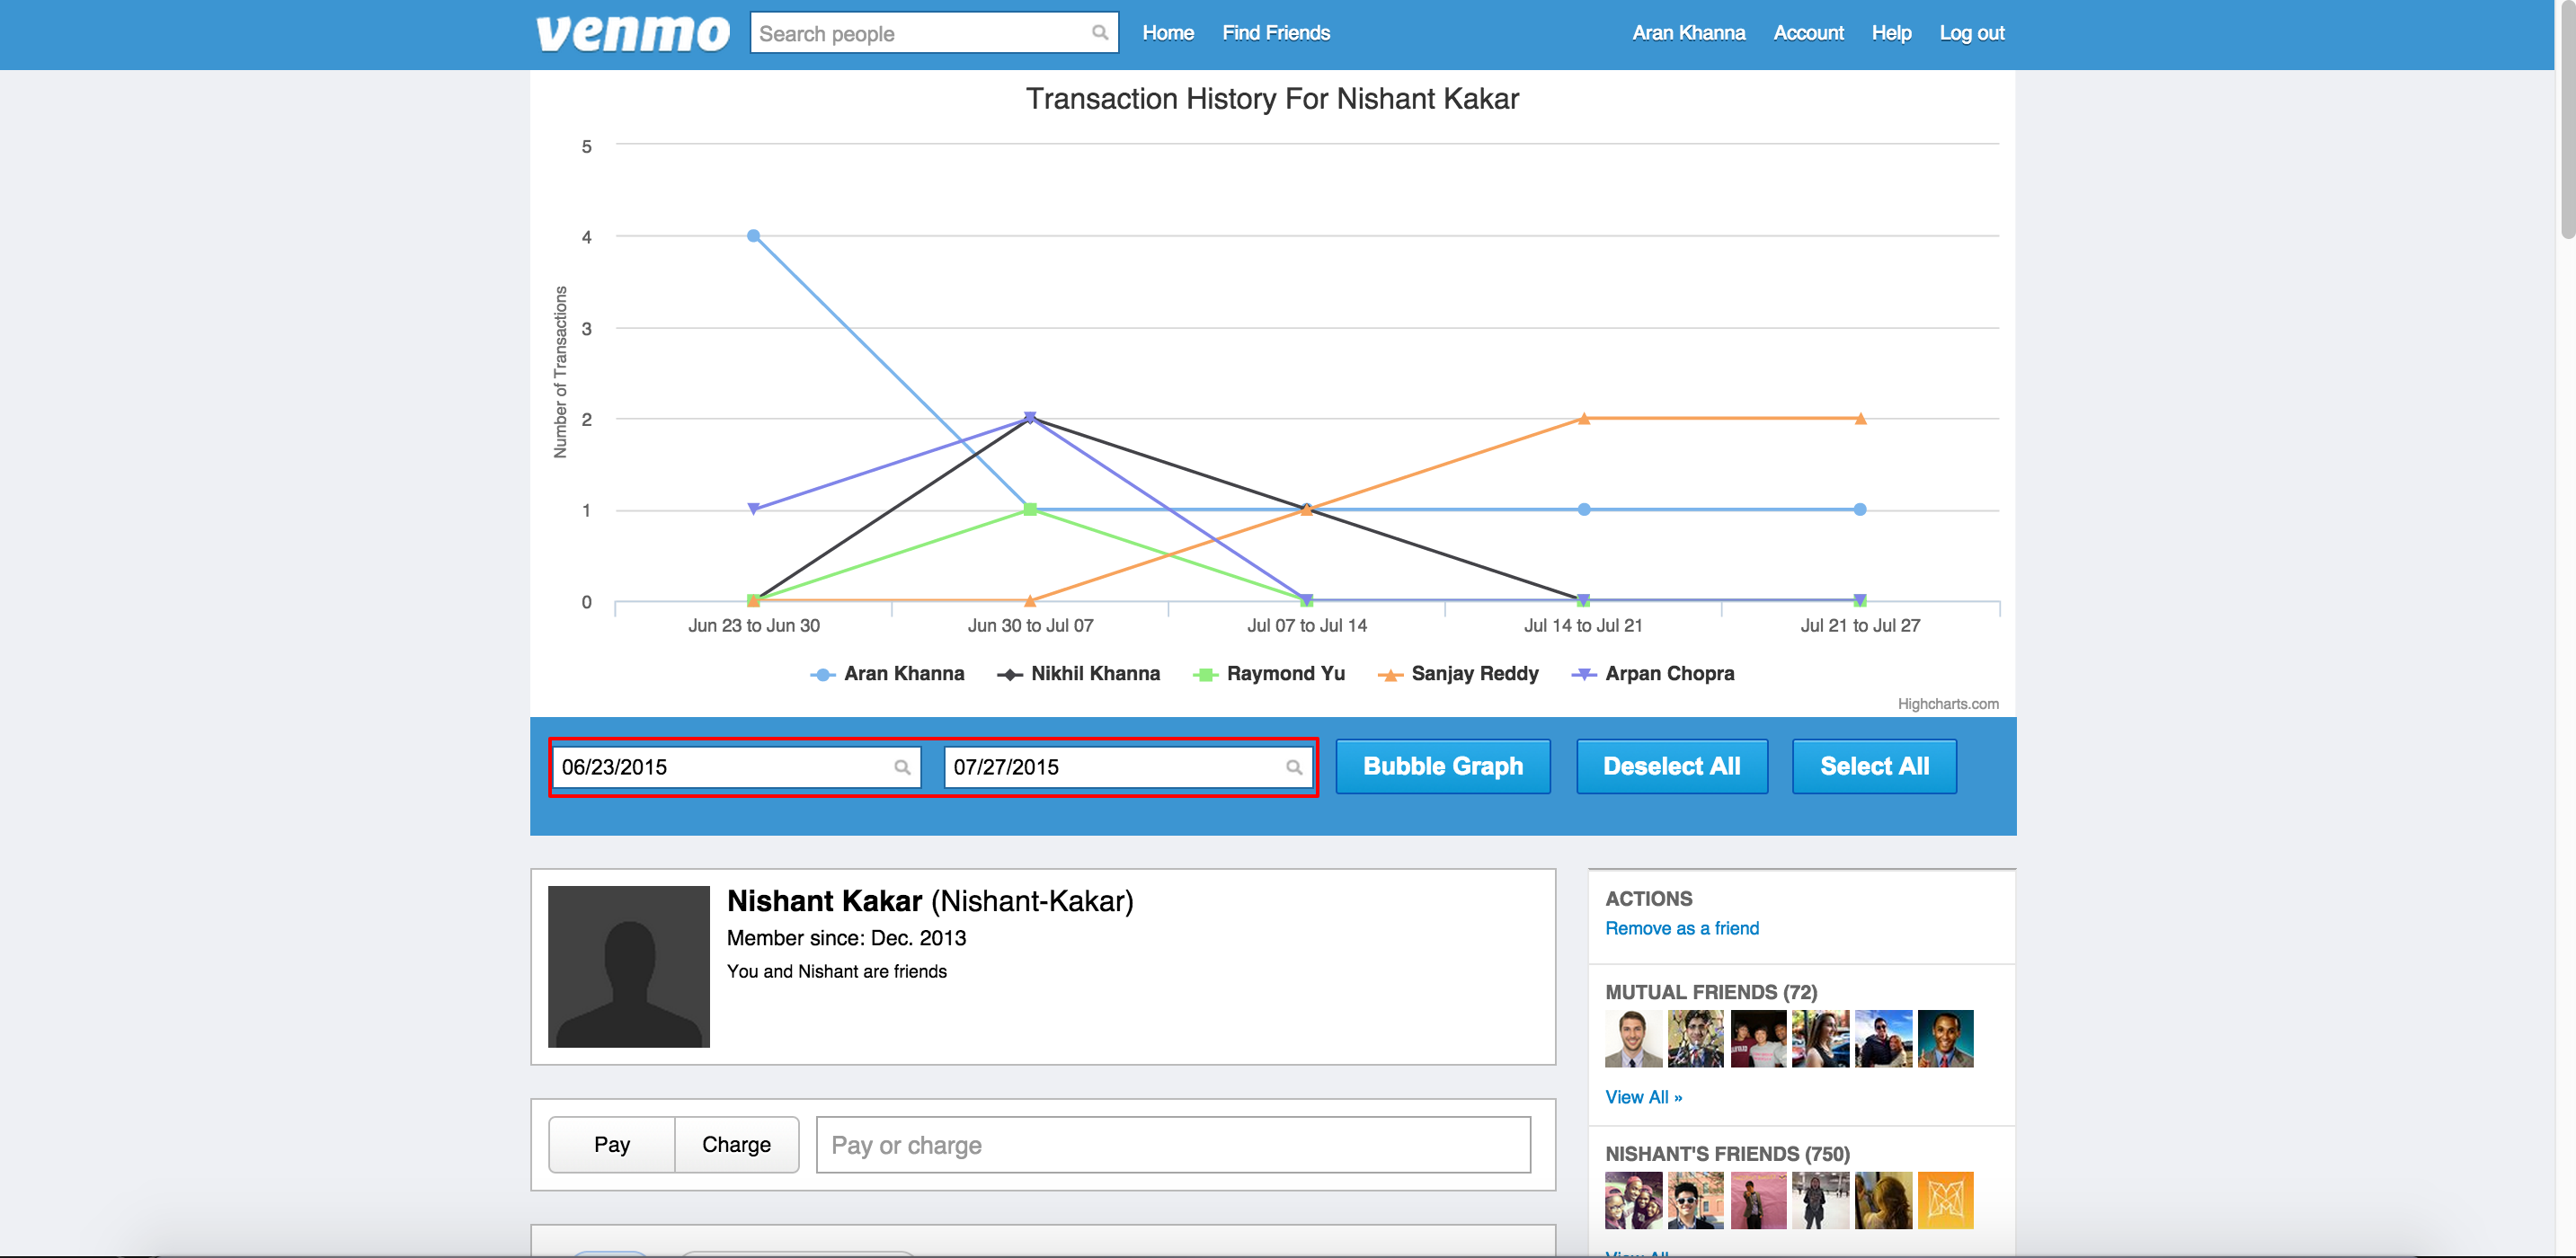 venmo
Search people
Home
Find Friends
Aran Khanna
Account
Help
Log out
Transaction History For Nishant Kakar
Number of Transactions
5
4
3
2
1
0
Jun 23 to Jun 30
Jun 30 to Jul 07
Jul 07 to Jul 14
Jul 14 to Jul 21
Jul 21 to Jul 27
Aran Khanna
Nikhil Khanna
Raymond Yu
Sanjay Reddy
Arpan Chopra
Highcharts.com
06/23/2015
07/27/2015
Bubble Graph
Deselect All
Select All
Nishant Kakar (Nishant-Kakar)
Member since: Dec. 2013
You and Nishant are friends
Pay
Charge
Pay or charge
ACTIONS
Remove as a friend
MUTUAL FRIENDS (72)
View All »
NISHANT'S FRIENDS (750)
View All